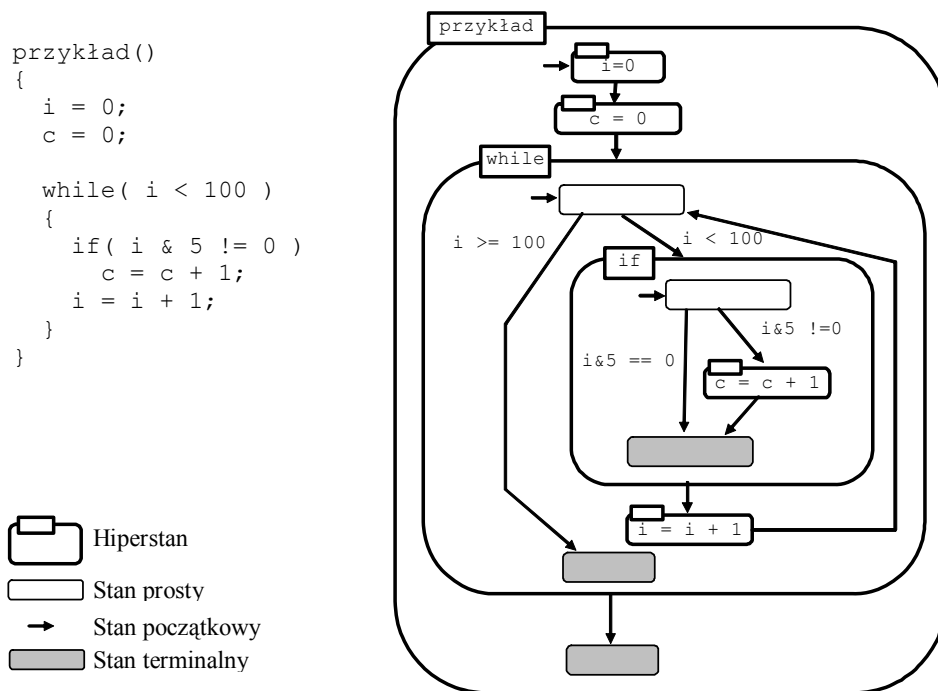 przykład()
{
i = 0;
c = 0;
while( i < 100 )
{
if( i & 5 != 0 )
c = c + 1;
i = i + 1;
}
}
Hiperstan
Stan prosty
Stan początkowy
Stan terminalny
przykład
i=0
c = 0
while
i >= 100
i < 100
if
i&5 !=0
i&5 == 0
c = c + 1
i = i + 1